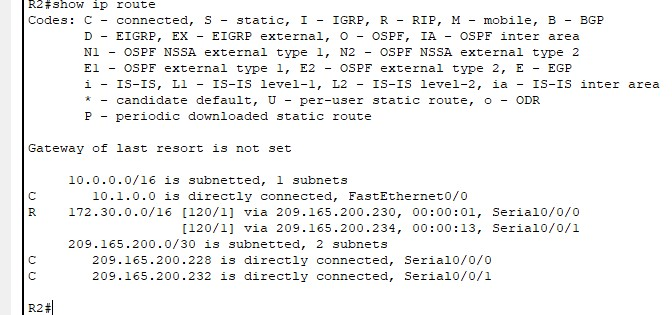 R2#show ip route
Codes: C - connected, S - static, I - IGRP, R - RIP, M - mobile, B - BGP
D - EIGRP, EX - EIGRP external, O - OSPF, IA - OSPF inter area
N1 - OSPF NSSA external type 1, N2 - OSPF NSSA external type 2
E1 - OSPF external type 1, E2 - OSPF external type 2, E - EGP
i - IS-IS, L1 - IS-IS level-1, L2 - IS-IS level-2, ia - IS-IS inter area
* - candidate default, U - per-user static route, o - ODR
P - periodic downloaded static route
Gateway of last resort is not set
10.0.0.0/16 is subnetted, 1 subnets
C 10.1.0.0 is directly connected, FastEthernet0/0
R 172.30.0.0/16 [120/1] via 209.165.200.230, 00:00:01, Serial0/0/0
[120/1] via 209.165.200.234, 00:00:13, Serial0/0/1
209.165.200.0/30 is subnetted, 2 subnets
C 209.165.200.228 is directly connected, Serial0/0/0
C 209.165.200.232 is directly connected, Serial0/0/1
R2#